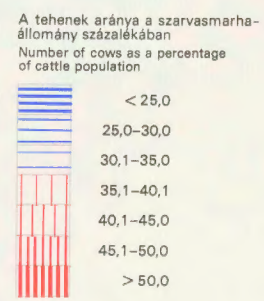 A tehenek aránya a szarvasmarha-
állomány százalékában
Number of cows as a percentage
of cattle population
< 25,0
25,0–30,0
30,1–35,0
35,1–40,1
40,1–45,0
45,1–50,0
> 50,0